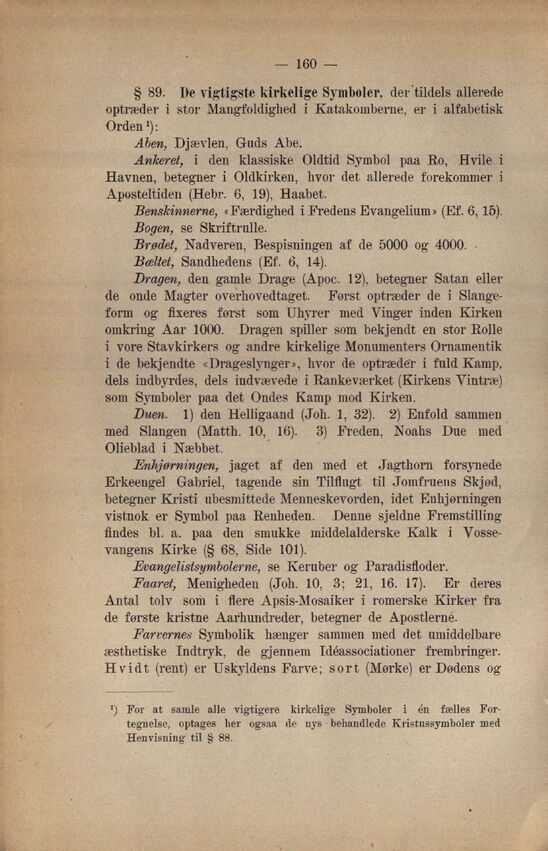 — 160 —
§ 89. De vigtigste kirkelige Symboler, der tildels allerede
optræder i stor Mangfoldighed i Katakomberne, er i alfabetisk
Orden ¹):
Aben, Djævlen, Guds Abe.
Ankeret, i den klassiske Oldtid Symbol paa Ro, Hvile i
Havnen, betegner i Oldkirken, hvor det allerede forekommer i
Aposteltiden (Hebr. 6, 19), Haabet.
Benskinnerne, «Færdighed i Fredens Evangelium» (Ef. 6, 15).
Bogen, se Skriftrulle.
Brødet, Nadveren, Bespisningen af de 5000 og 4000.
Bæltet, Sandhedens (Ef. 6, 14).
Dragen, den gamle Drage (Apoc. 12), betegner Satan eller
de onde Magter overhovedtaget. Først optræder de i Slange-
form og fixeres først som Uhyrer med Vinger inden Kirken
omkring Aar 1000. Dragen spiller som bekjendt en stor Rolle
i vore Stavkirkers og andre kirkelige Monumenters Ornamentik
i de bekjendte «Drageslynger», hvor de optræder i fuld Kamp,
dels indbyrdes, dels indvævede i Rankeværket (Kirkens Vintræ)
som Symboler paa det Ondes Kamp mod Kirken.
Duen. 1) den Helligaand (Joh. 1, 32). 2) Enfold sammen
med Slangen (Matth. 10, 16). 3) Freden, Noahs Due med
Olieblad i Næbbet.
Enhjørningen, jaget af den med et Jagthorn forsynede
Erkeengel Gabriel, tagende sin Tilflugt til Jomfruens Skjød,
betegner Kristi ubesmittede Menneskevorden, idet Enhjørningen
vistnok er Symbol paa Renheden. Denne sjeldne Fremstilling
findes bl. a. paa den smukke middelalderske Kalk i Vosse-
vangens Kirke (§ 68, Side 101).
Evangelistsymbolerne, se Keruber og Paradisfloder.
Faaret, Menigheden (Joh. 10, 3; 21, 16. 17). Er deres
Antal tolv som i flere Apsis-Mosaiker i romerske Kirker fra
de første kristne Aarhundreder, betegner de Apostlerne.
Farvernes Symbolik hænger sammen med det umiddelbare
æsthetiske Indtryk, de gjennem Idéassociationer frembringer.
Hvidt (rent) er Uskyldens Farve; sort (Mørke) er Dødens og
¹) For at samle alle vigtigere kirkelige Symboler i én fælles For-
tegnelse, optages her ogsaa de nys behandlede Kristussymboler med
Henvisning til § 88.